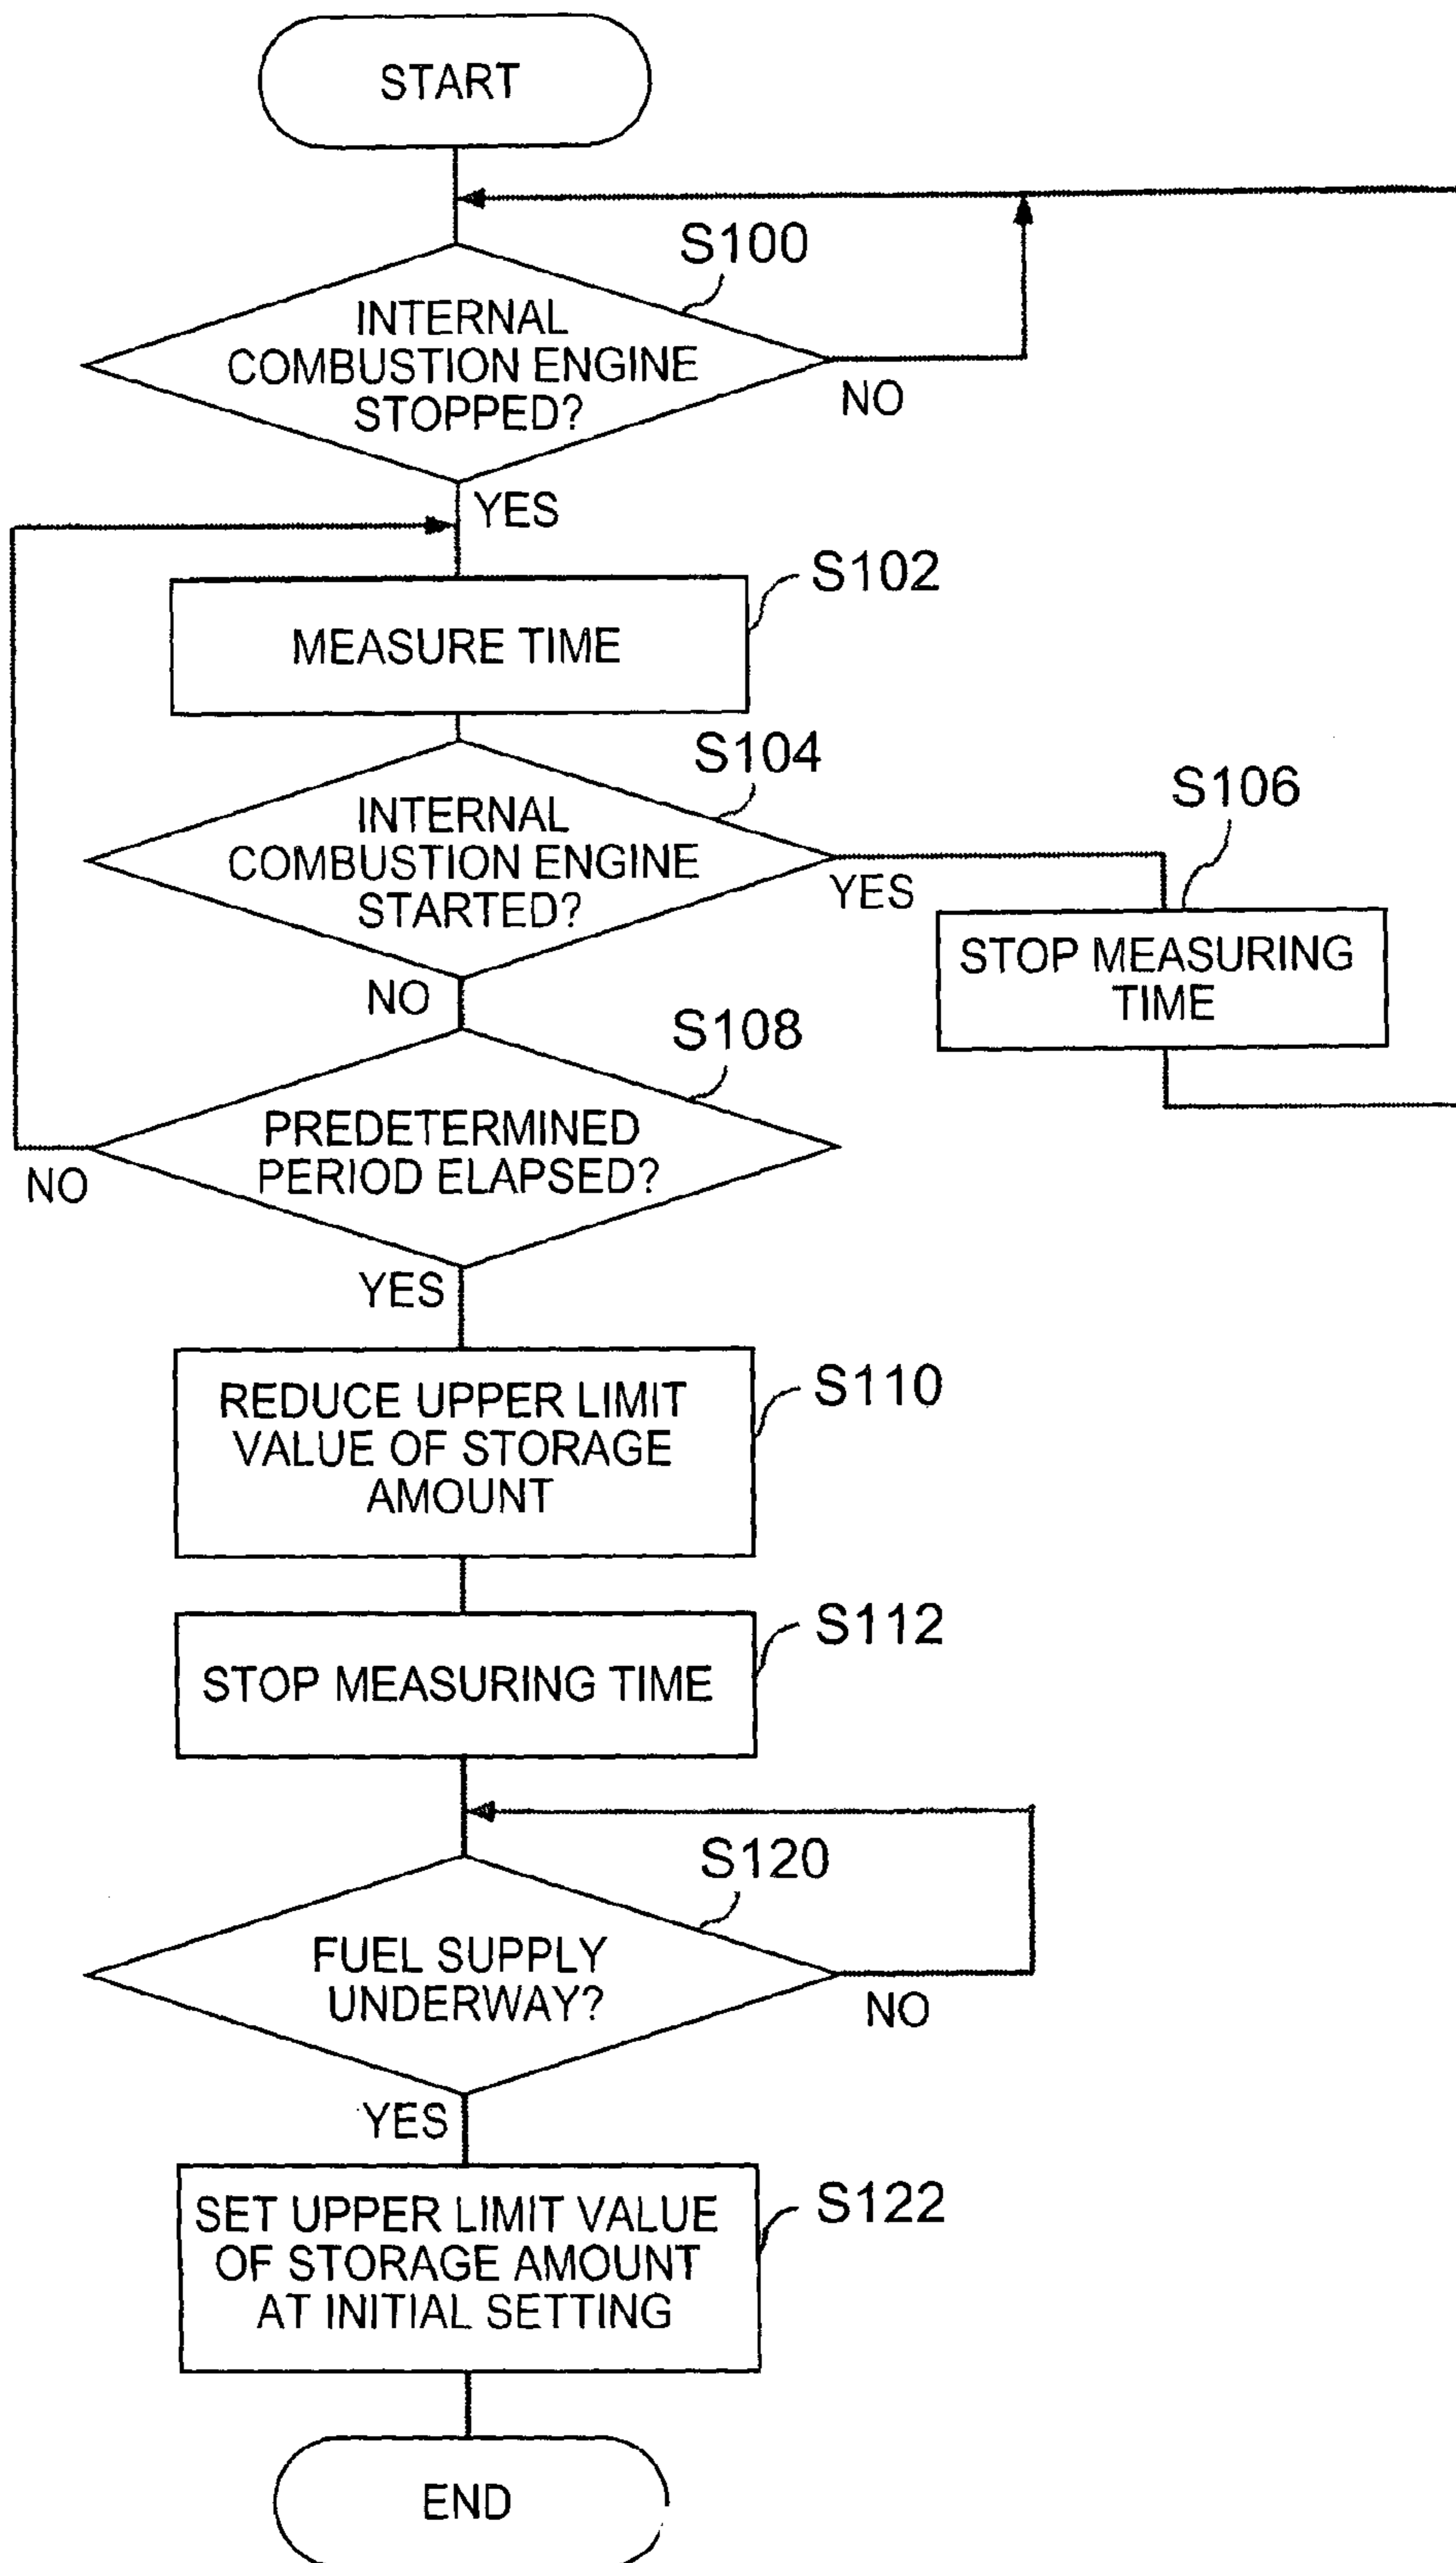 START
S100
INTERNAL
COMBUSTION ENGINE
STOPPED?
NO
YES
S102
MEASURE TIME
S104
INTERNAL
COMBUSTION ENGINE
STARTED?
YES
S106
STOP MEASURING
TIME
NO
S108
PREDETERMINED
PERIOD ELAPSED?
NO
YES
S110
REDUCE UPPER LIMIT
VALUE OF STORAGE
AMOUNT
S112
STOP MEASURING TIME
S120
FUEL SUPPLY
UNDERWAY?
NO
YES
S122
SET UPPER LIMIT VALUE
OF STORAGE AMOUNT
AT INITIAL SETTING
END